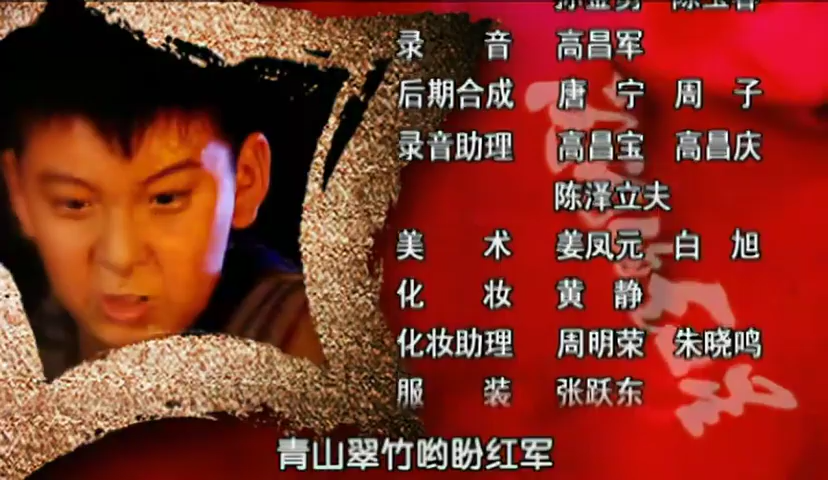 录音 高昌军
后期合成 唐宁 周子
录音助理 高昌宝 高昌庆
陈泽立夫
美术 姜凤元 白旭
化妆 黄静
化妆助理 周明荣 朱晓鸣
服装 张跃东
青山翠竹哟盼红军